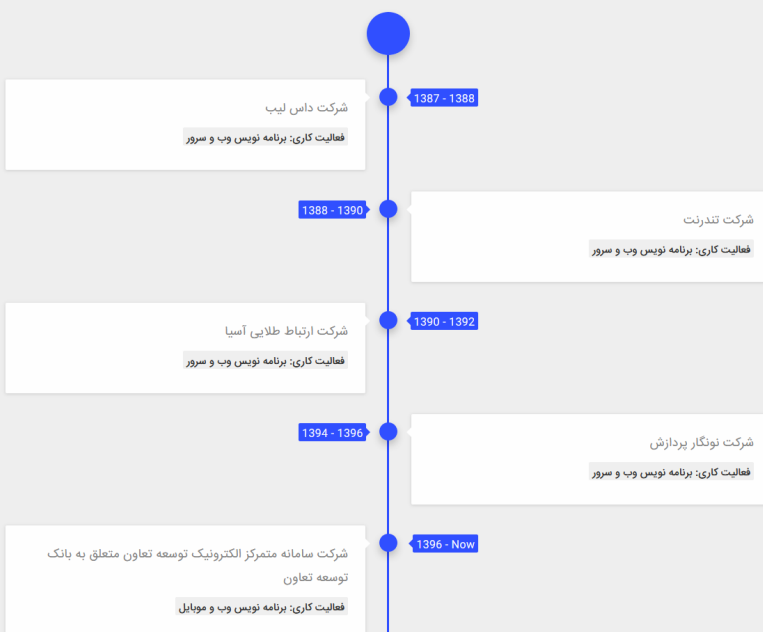 شرکت داس لیب
فعالیت کاری: برنامه نویس وب و سرور
1387 - 1388
شرکت تندرنت
فعالیت کاری: برنامه نویس وب و سرور
1388 - 1390
شرکت ارتباط طلایی آسیا
فعالیت کاری: برنامه نویس وب و سرور
1390 - 1392
شرکت نونگار پردازش
فعالیت کاری: برنامه نویس وب و سرور
1394 - 1396
شرکت سامانه متمرکز الکترونیک توسعه تعاون متعلق به بانک
توسعه تعاون
فعالیت کاری: برنامه نویس وب و موبایل
1396 - Now